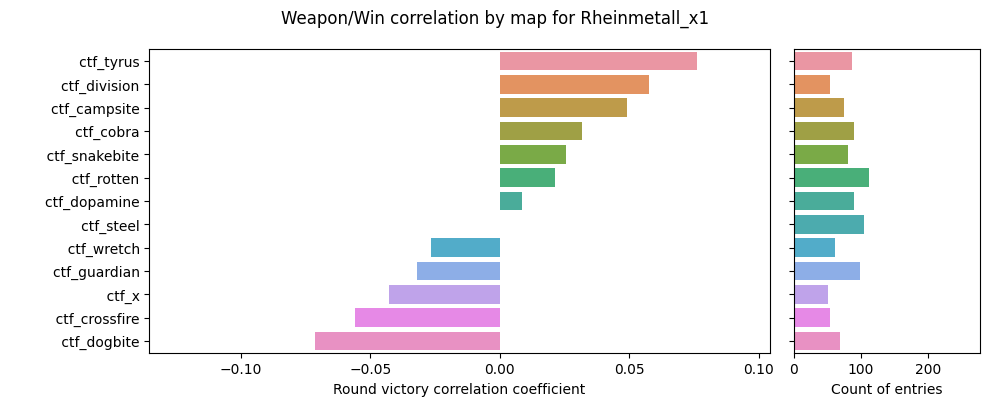 Weapon/Win correlation by map for Rheinmetall_x1
ctf_tyrus
ctf_division
ctf_campsite
ctf_cobra
ctf_snakebite
ctf_rotten
ctf_dopamine
ctf_steel
ctf_wretch
ctf_guardian
ctf_x
ctf_crossfire
ctf_dogbite
−0.10 −0.05 0.00 0.05 0.10
Round victory correlation coefficient
0 100 200
Count of entries